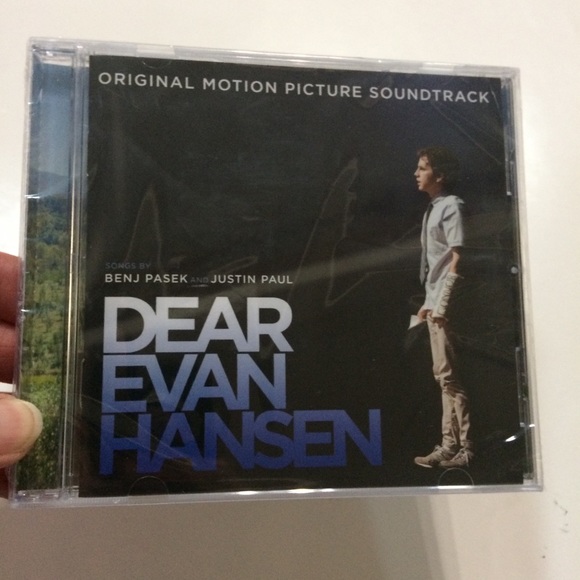 ORIGINAL MOTION PICTURE SOUNDTRACK
SONGS BY
BENJ PASEK AND JUSTIN PAUL
DEAR
EVAN
HANSEN